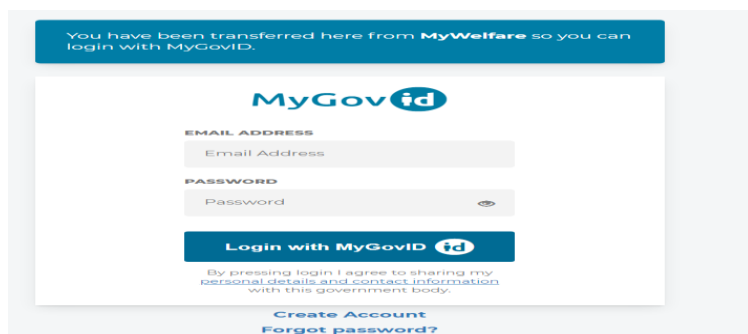 You have been transferred here from MyWelfare so you can
login with MyGovID.
MyGovid
EMAIL ADDRESS
Email Address
PASSWORD
Password
Login with MyGovID id
By pressing login I agree to sharing my
personal details and contact information
with this government body.
Create Account
Forgot password?